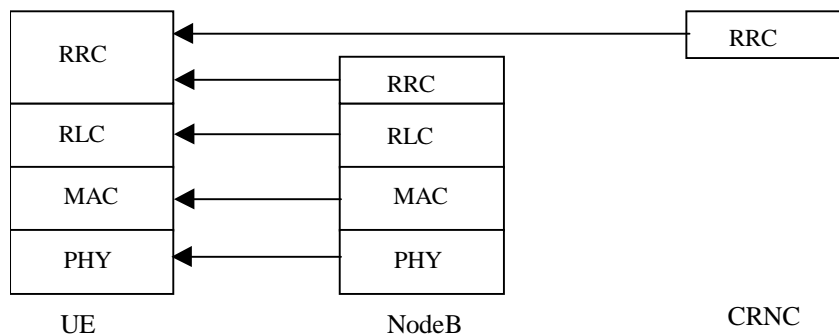 RRC
RRC
RRC
RLC
RLC
MAC
MAC
PHY
PHY
UE
NodeB
CRNC